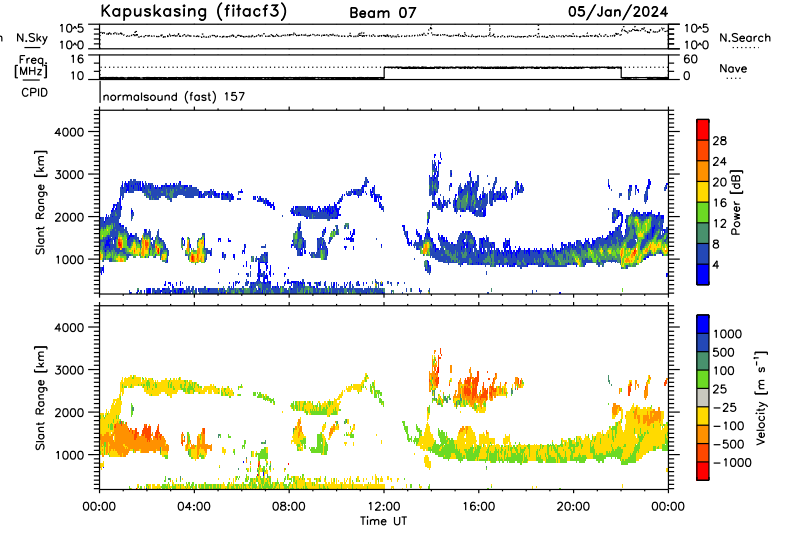 Kapuskasing (fitacf3) Beam 07 05/Jan/2024
n N.Sky 10^5 10^0 10^5 10^0 N.Search
Freq. [MHz] 16 10 60 0 Nave
CPID normalsound (fast) 157
Slant Range [km] 4000 3000 2000 1000
28 24 20 16 12 8 4 Power [dB]
Slant Range [km] 4000 3000 2000 1000
1000 500 100 25 −25 −100 −500 −1000 Velocity [m s⁻¹]
00:00 04:00 08:00 12:00 16:00 20:00 00:00
Time UT